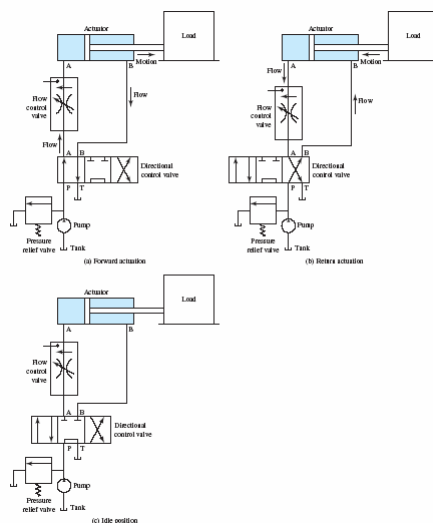 Actuator
Load
A
B
Motion
Flow
control
valve
Flow
Flow
A
B
Directional
control valve
P
T
Pump
Pressure
relief valve
Tank
(a) Forward actuation
Actuator
Load
A
B
Motion
Flow
Flow
control
valve
Flow
A
B
Directional
control valve
P
T
Pump
Pressure
relief valve
Tank
(b) Return actuation
Actuator
Load
A
B
Flow
control
valve
A
B
Directional
control valve
P
T
Pump
Pressure
relief valve
Tank
(c) Idle position